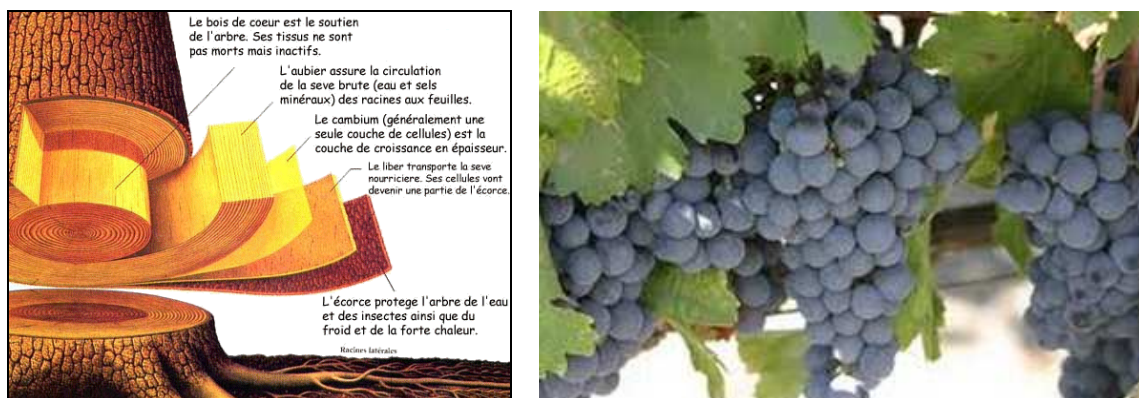 Le bois de coeur est le soutien
de l'arbre. Ses tissus ne sont
pas morts mais inactifs.
L'aubier assure la circulation
de la seve brute (eau et sels
minéraux) des racines aux feuilles.
Le cambium (généralement une
seule couche de cellules) est la
couche de croissance en épaisseur.
Le liber transporte la seve
nourriciere. Ses cellules vont
devenir une partie de l'écorce.
L'écorce protege l'arbre de l'eau
et des insectes ainsi que du
froid et de la forte chaleur.
Racines latérales